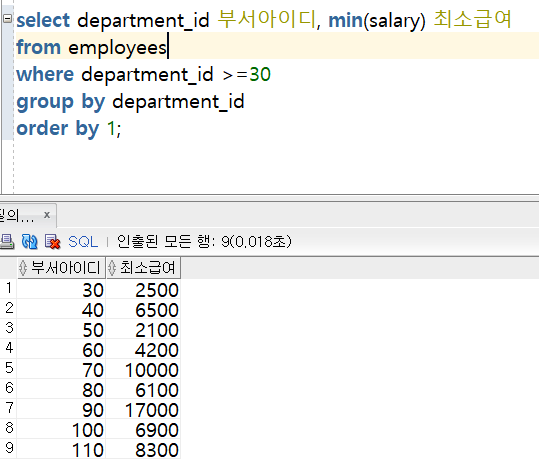 select department_id 부서아이디, min(salary) 최소급여
from employees
where department_id >=30
group by department_id
order by 1;
질의... x
SQL | 인출된 모든 행: 9(0,018초)
부서아이디 최소급여
1 30 2500
2 40 6500
3 50 2100
4 60 4200
5 70 10000
6 80 6100
7 90 17000
8 100 6900
9 110 8300